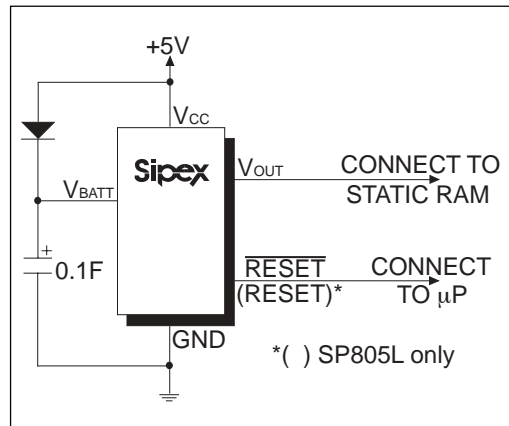 +5V
VCC
Sipex
VBATT
VOUT
CONNECT TO
STATIC RAM
+
0.1F
RESET
(RESET)*
CONNECT
TO µP
GND
*( ) SP805L only